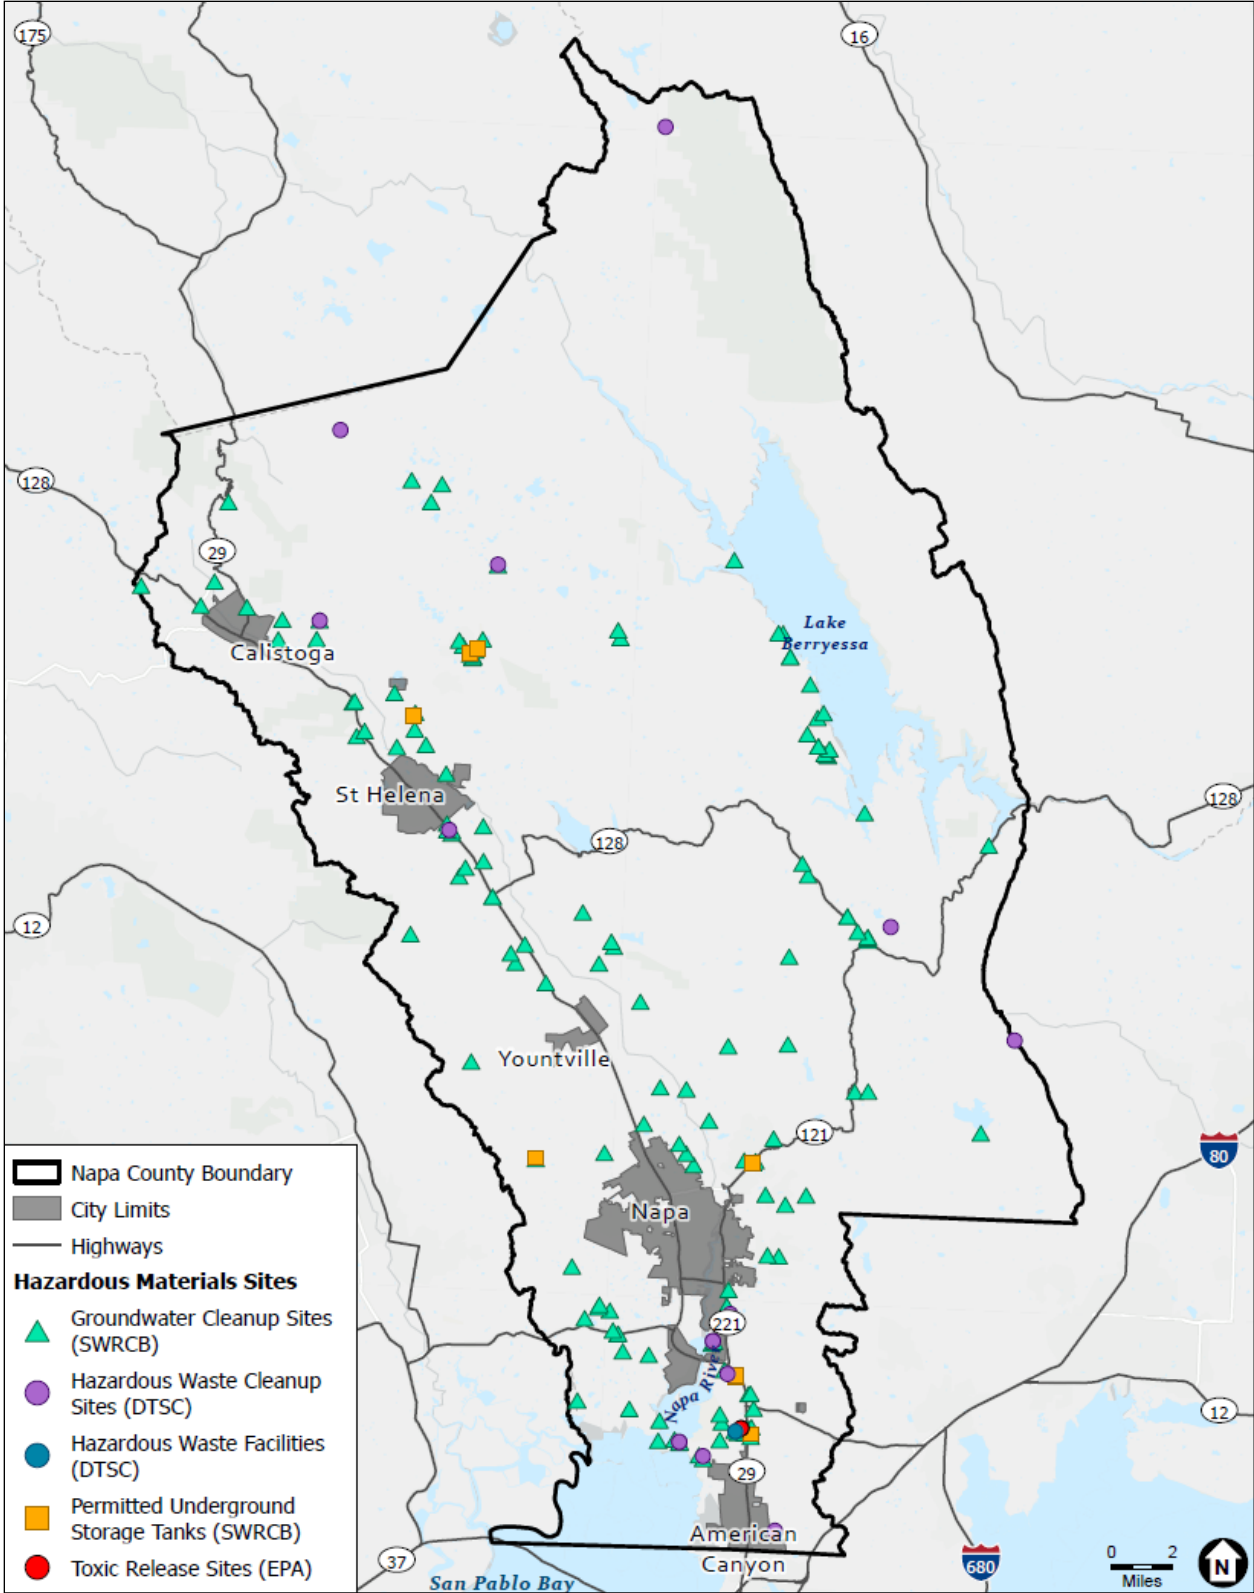 175
16
128
29
Calistoga
Lake
Berryessa
St Helena
128
128
12
Yountville
121
80
Napa
221
Napa River
12
29
American
Canyon
37
San Pablo Bay
680
0 2
Miles
N
Napa County Boundary
City Limits
Highways
Hazardous Materials Sites
Groundwater Cleanup Sites
(SWRCB)
Hazardous Waste Cleanup
Sites (DTSC)
Hazardous Waste Facilities
(DTSC)
Permitted Underground
Storage Tanks (SWRCB)
Toxic Release Sites (EPA)